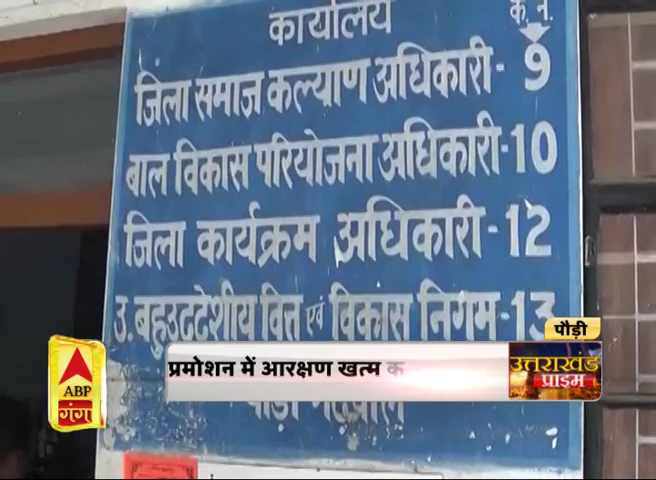 कार्यालय
क.न.
जिला समाज कल्याण अधिकारी-9
बाल विकास परियोजना अधिकारी-10
जिला कार्यक्रम अधिकारी-12
उ.बहुउद्देशीय वित्त एवं विकास निगम-13
पौड़ी
प्रमोशन में आरक्षण खत्म
ABP
गंगा
उत्तराखंड
प्राइम